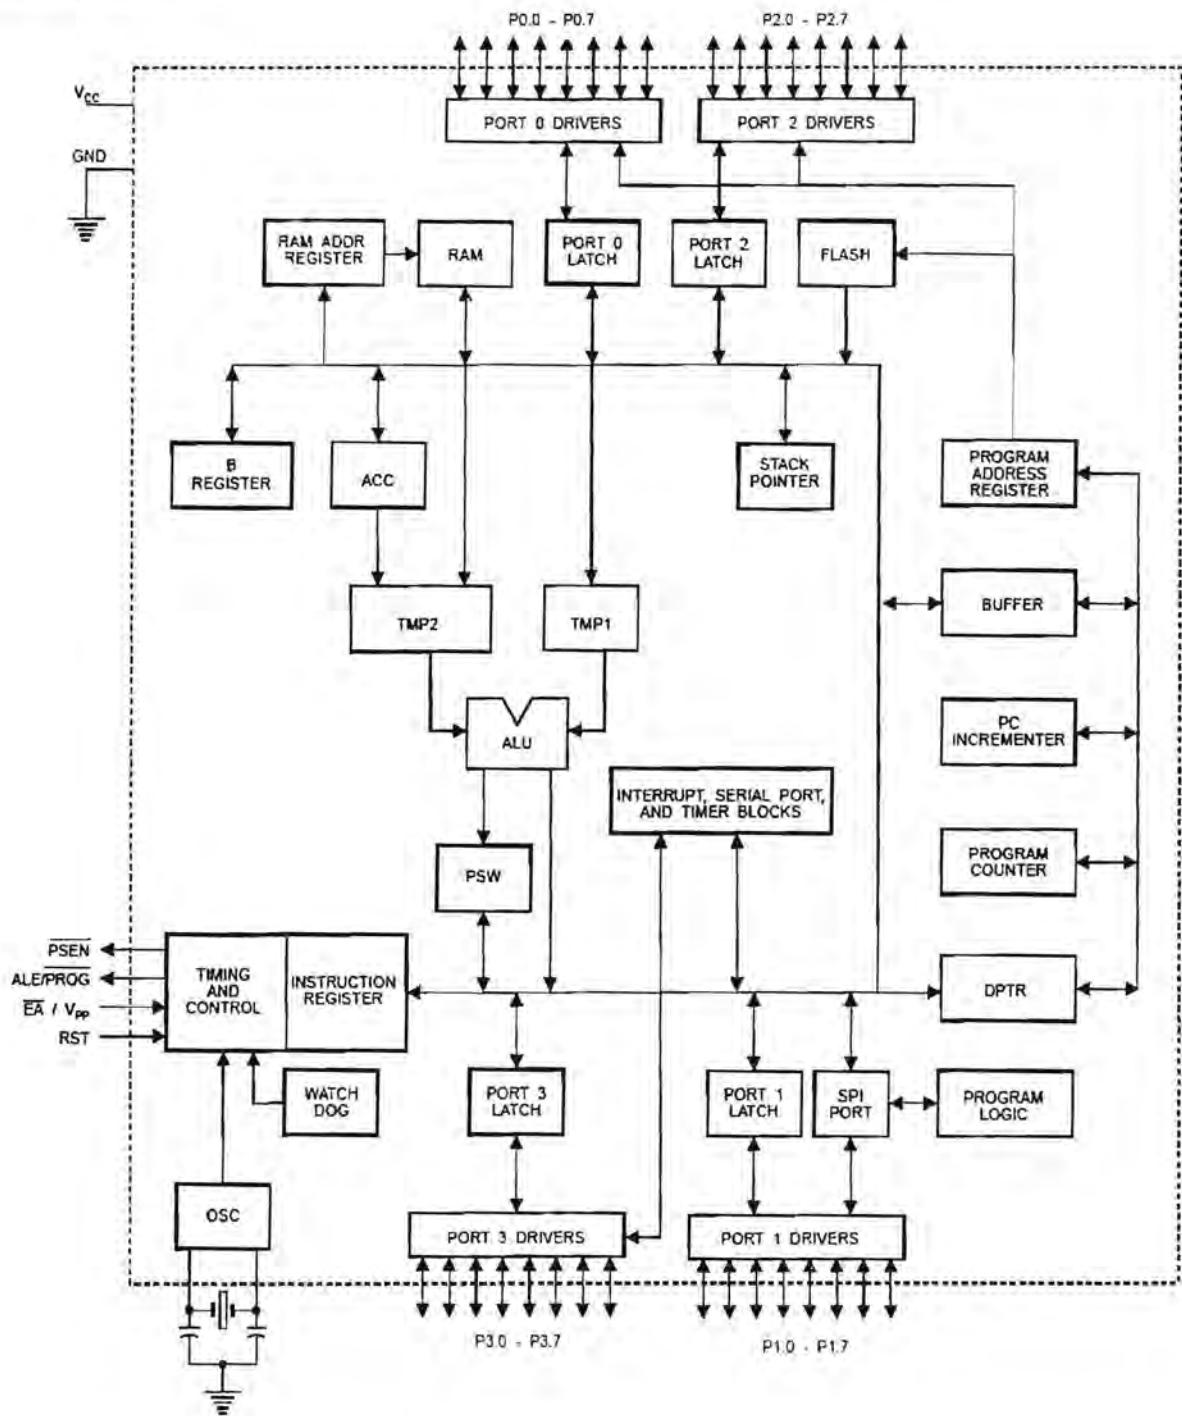 P0.0 - P0.7
P2.0 - P2.7
VCC
PORT 0 DRIVERS
PORT 2 DRIVERS
GND
RAM ADDR
REGISTER
RAM
PORT 0
LATCH
PORT 2
LATCH
FLASH
B
REGISTER
ACC
STACK
POINTER
PROGRAM
ADDRESS
REGISTER
TMP2
TMP1
BUFFER
ALU
PC
INCREMENTER
INTERRUPT, SERIAL PORT,
AND TIMER BLOCKS
PSW
PROGRAM
COUNTER
PSEN
ALE/PROG
EA / VPP
RST
TIMING
AND
CONTROL
INSTRUCTION
REGISTER
DPTR
WATCH
DOG
PORT 3
LATCH
PORT 1
LATCH
SPI
PORT
PROGRAM
LOGIC
OSC
PORT 3 DRIVERS
PORT 1 DRIVERS
P3.0 - P3.7
P1.0 - P1.7